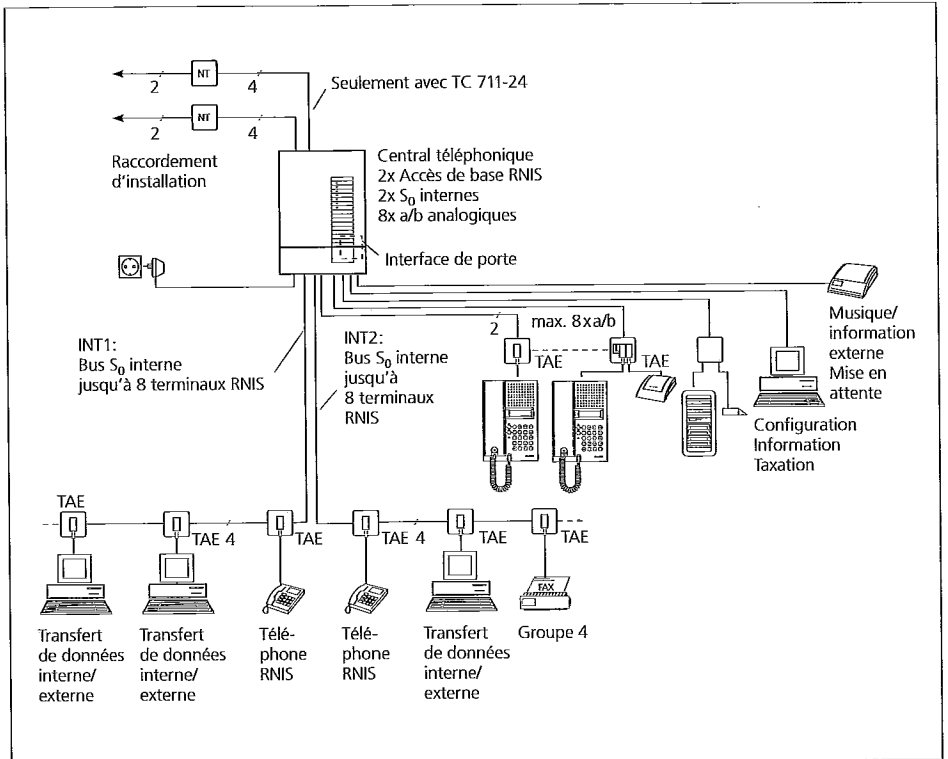 NT
2
4
Seulement avec TC 711-24
NT
2
4
Raccordement
d'installation
Central téléphonique
2x Accès de base RNIS
2x S0 internes
8x a/b analogiques
Interface de porte
INT1:
Bus S0 interne
jusqu'à 8 terminaux RNIS
INT2:
Bus S0 interne
jusqu'à
8 terminaux
RNIS
2
max. 8xa/b
TAE
TAE
Musique/
information
externe
Mise en
attente
Configuration
Information
Taxation
TAE
TAE 4
TAE
TAE 4
TAE
TAE
FAX
Transfert
de données
interne/
externe
Transfert
de données
interne/
externe
Télé-
phone
RNIS
Télé-
phone
RNIS
Transfert
de données
interne/
externe
Groupe 4